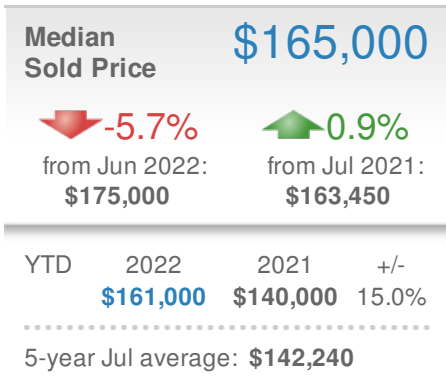 Median $165,000
Sold Price
-5.7% 0.9%
from Jun 2022: from Jul 2021:
$175,000 $163,450
YTD 2022 2021 +/-
$161,000 $140,000 15.0%
5-year Jul average: $142,240